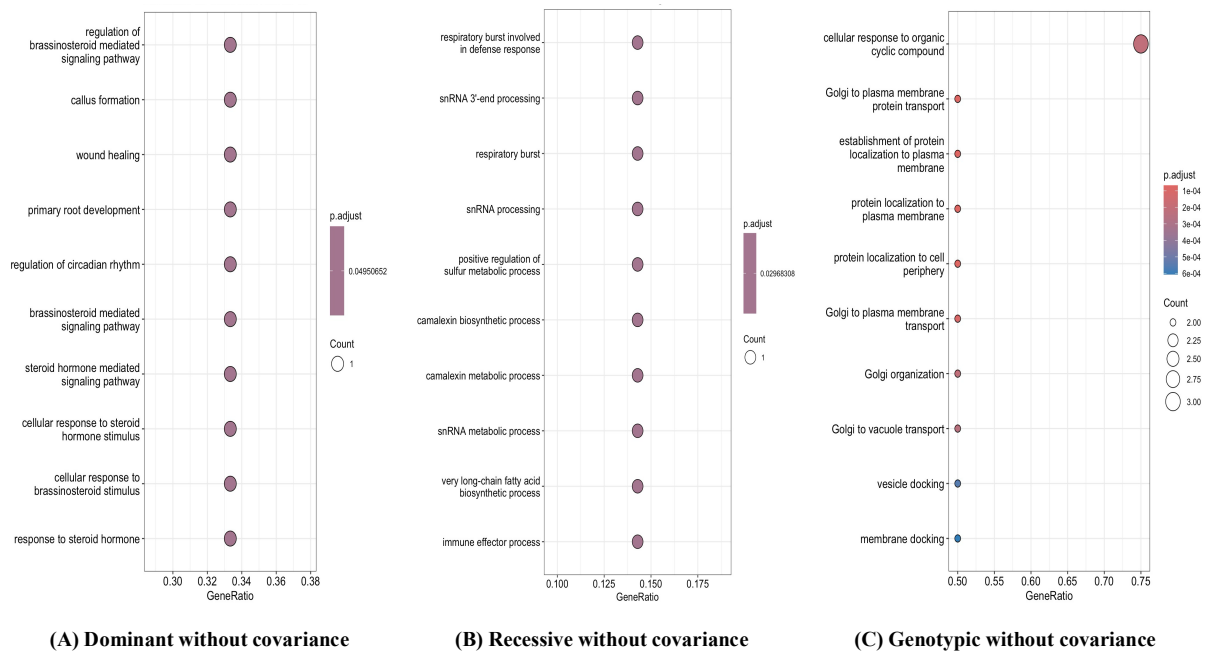 regulation of
brassinosteroid mediated
signaling pathway
callus formation
wound healing
primary root development
regulation of circadian rhythm
brassinosteroid mediated
signaling pathway
steroid hormone mediated
signaling pathway
cellular response to steroid
hormone stimulus
cellular response to
brassinosteroid stimulus
response to steroid hormone
0.30 0.32 0.34 0.36 0.38
GeneRatio
p.adjust
0.04950652
Count
1
(A) Dominant without covariance
respiratory burst involved
in defense response
snRNA 3'-end processing
respiratory burst
snRNA processing
positive regulation of
sulfur metabolic process
camalexin biosynthetic process
camalexin metabolic process
snRNA metabolic process
very long-chain fatty acid
biosynthetic process
immune effector process
0.100 0.125 0.150 0.175
GeneRatio
p.adjust
0.02968308
Count
1
(B) Recessive without covariance
cellular response to organic
cyclic compound
Golgi to plasma membrane
protein transport
establishment of protein
localization to plasma
membrane
protein localization to
plasma membrane
protein localization to cell
periphery
Golgi to plasma membrane
transport
Golgi organization
Golgi to vacuole transport
vesicle docking
membrane docking
0.50 0.55 0.60 0.65 0.70 0.75
GeneRatio
p.adjust
1e-04
2e-04
3e-04
4e-04
5e-04
6e-04
Count
2.00
2.25
2.50
2.75
3.00
(C) Genotypic without covariance